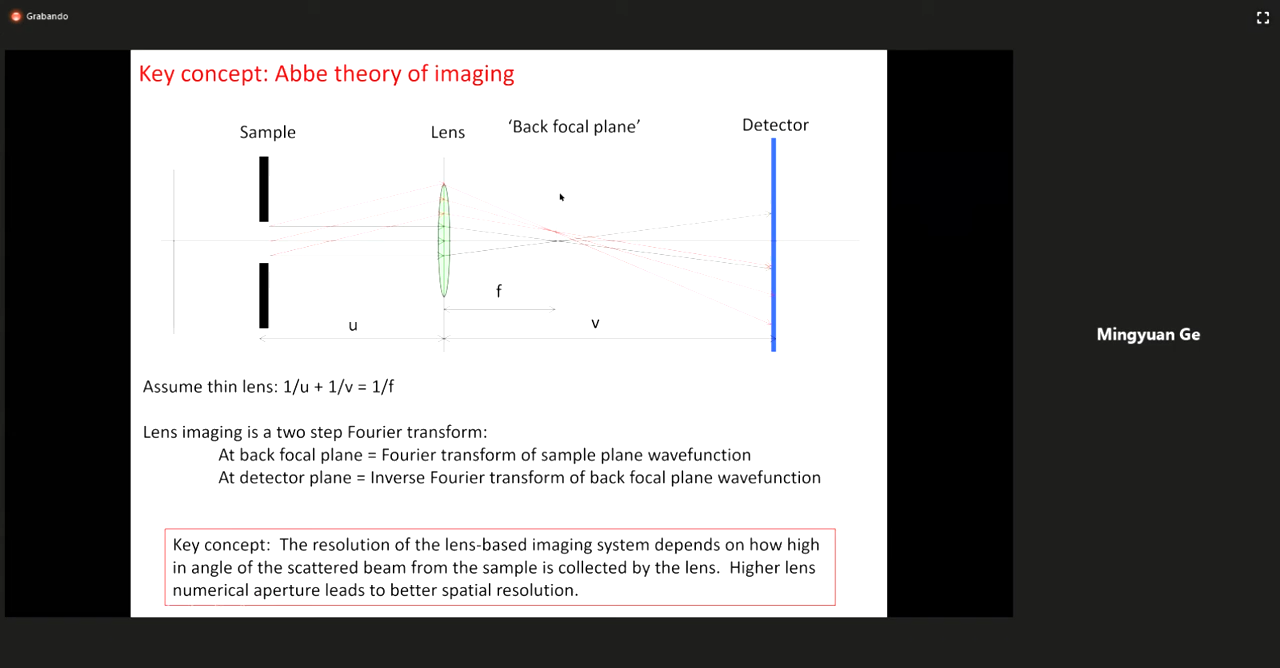 Grabando
Key concept: Abbe theory of imaging
Sample
Lens
‘Back focal plane’
Detector
f
u
v
Mingyuan Ge
Assume thin lens: 1/u + 1/v = 1/f
Lens imaging is a two step Fourier transform:
At back focal plane = Fourier transform of sample plane wavefunction
At detector plane = Inverse Fourier transform of back focal plane wavefunction
Key concept: The resolution of the lens-based imaging system depends on how high
in angle of the scattered beam from the sample is collected by the lens. Higher lens
numerical aperture leads to better spatial resolution.